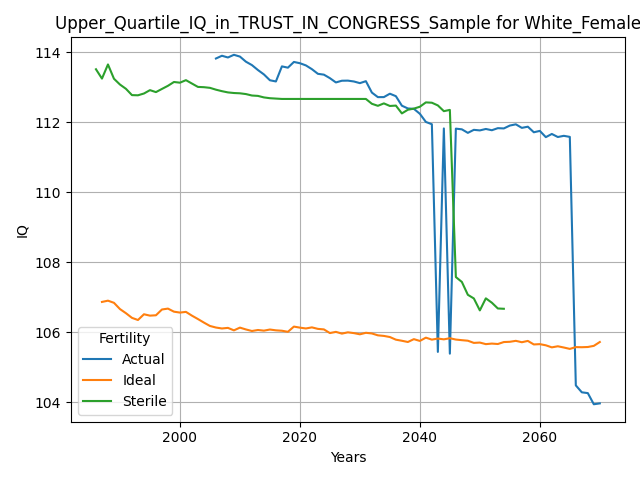 Upper_Quartile_IQ_in_TRUST_IN_CONGRESS_Sample for White_Female
114
112
110
108
106
104
IQ
Fertility
Actual
Ideal
Sterile
2000 2020 2040 2060
Years